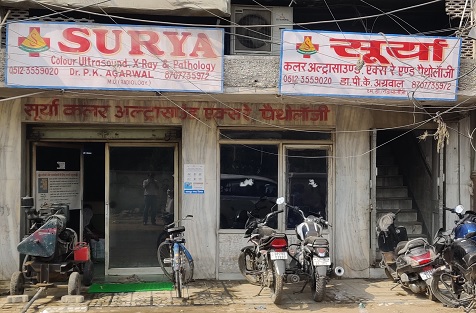 SURYA
Colour Ultrasound, X-Ray & Pathology
Dr. P.K. AGARWAL
0512 3559020
8707735972
सूर्या
कलर अल्ट्रासाउण्ड एक्स रे एण्ड पैथोलॉजी
0512 3559020
डा.पी.के. अग्रवाल
8707735972
सूर्या कलर अल्ट्रासाउण्ड एक्सरे पैथोलॉजी